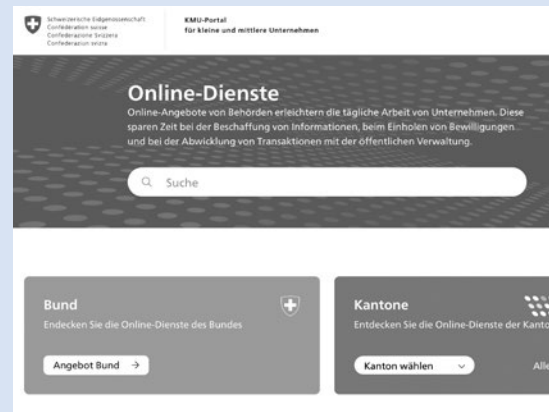 Schweizerische Eidgenossenschaft
Confédération suisse
Confederazione Svizzera
Confederaziun svizra
KMU-Portal
für kleine und mittlere Unternehmen
Online-Dienste
Online-Angebote von Behörden erleichtern die tägliche Arbeit von Unternehmen. Diese
sparen Zeit bei der Beschaffung von Informationen, beim Einholen von Bewilligungen
und bei der Abwicklung von Transaktionen mit der öffentlichen Verwaltung.
Suche
Bund
Endecken Sie die Online-Dienste des Bundes
Angebot Bund →
Kantone
Entdecken Sie die Online-Dienste der Kanto
Kanton wählen
Alle